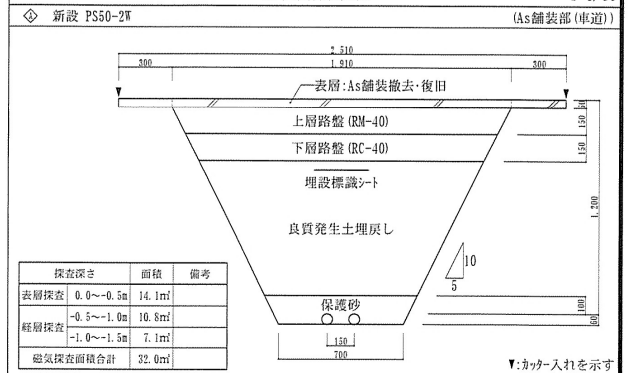 A 新設 PS50-2W
(As舗装部(車道))
2.510
300 1.910 300
表層:As舗装撤去・復旧
上層路盤(RM-40)
50
150
下層路盤(RC-40)
150
埋設標識シート
1.200
良質発生土埋戻し
10
5
探査深さ 面積 備考
表層探査 0.0〜-0.5m 14.1㎡
経層探査 -0.5〜-1.0m 10.8㎡
-1.0〜-1.5m 7.1㎡
磁気探査面積合計 32.0㎡
保護砂
100
60
150
700
▼:カッター入れを示す